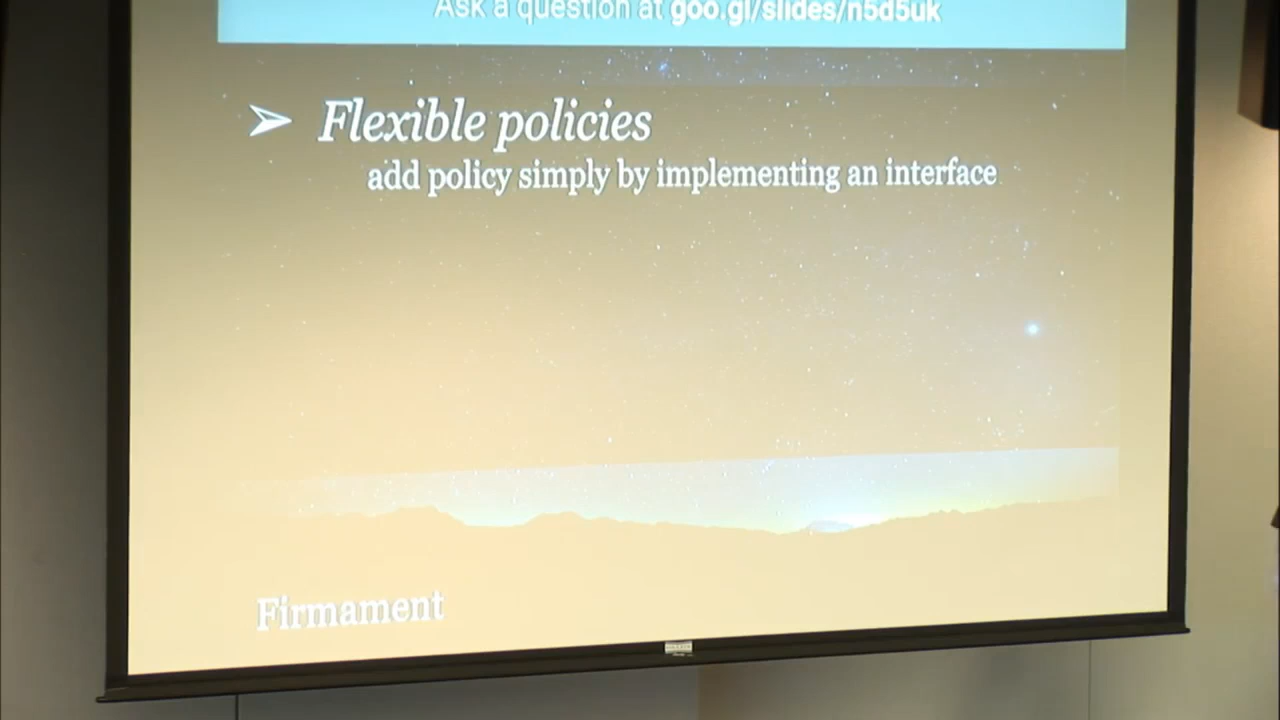 Ask a question at goo.gl/slides/n5d5uk
➢ Flexible policies
add policy simply by implementing an interface
Firmament